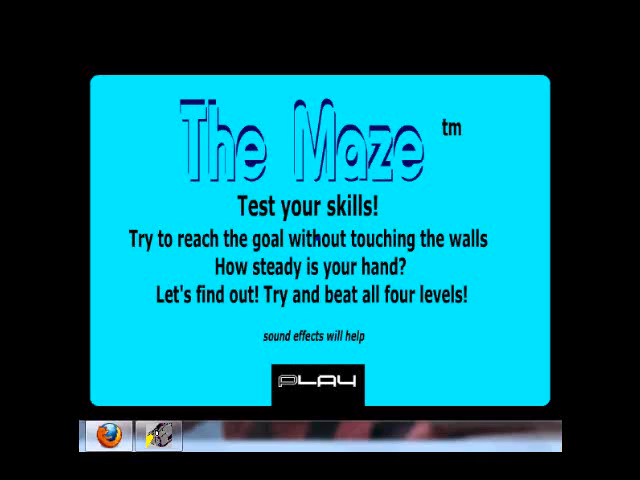 The Maze tm
Test your skills!
Try to reach the goal without touching the walls
How steady is your hand?
Let's find out! Try and beat all four levels!
sound effects will help
PLAY